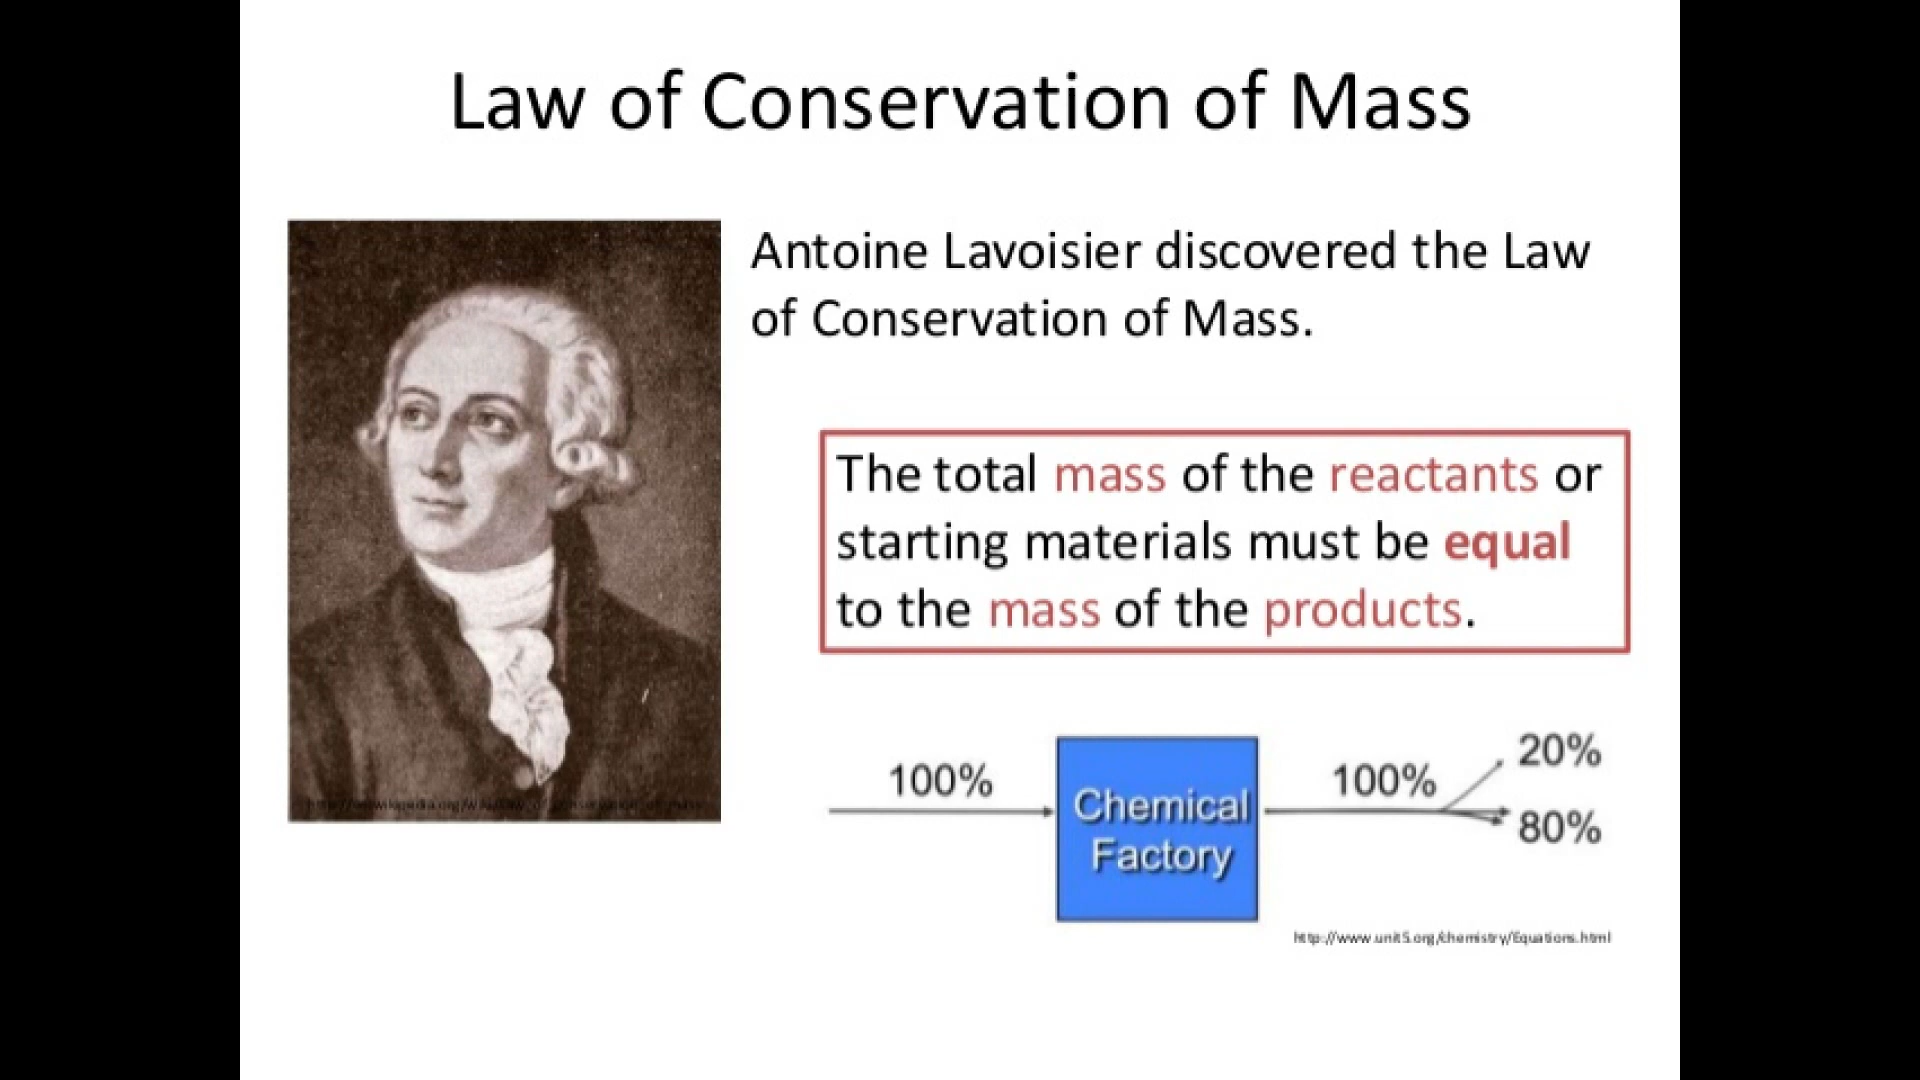 Law of Conservation of Mass
Antoine Lavoisier discovered the Law
of Conservation of Mass.
The total mass of the reactants or
starting materials must be equal
to the mass of the products.
100%
Chemical
Factory
100%
20%
80%
http://www.unit5.org/chemistry/Equations.html